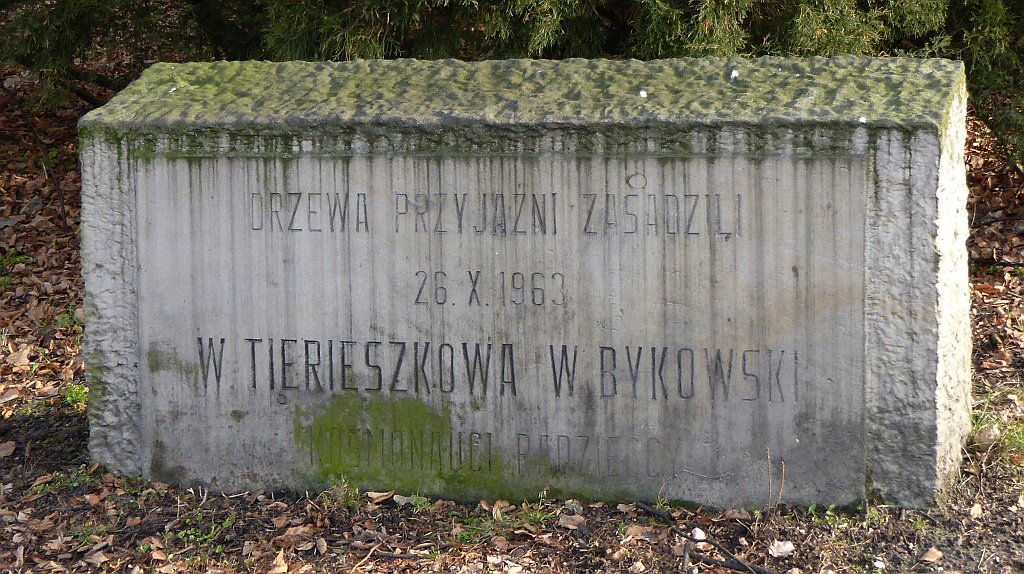 DRZEWA PRZYJAŹNI ZASADZILI
26. X. 1963
W TIERIESZKOWA W BYKOWSKI
KOSMONAUCI RADZIECCY